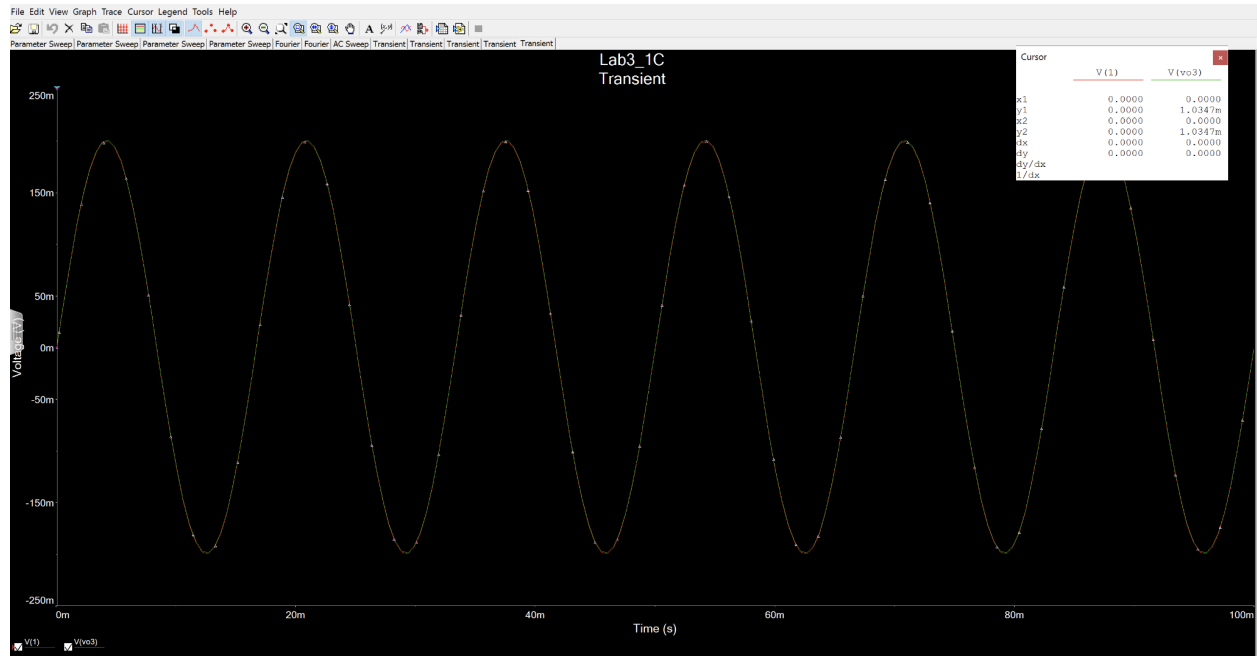 File Edit View Graph Trace Cursor Legend Tools Help
A
Parameter Sweep Parameter Sweep Parameter Sweep Parameter Sweep Fourier Fourier AC Sweep Transient Transient Transient Transient Transient
Lab3_1C
Transient
Cursor
V(1) V(vo3)
x1 0.0000 0.0000
y1 0.0000 1.0347m
x2 0.0000 0.0000
y2 0.0000 1.0347m
dx 0.0000 0.0000
dy 0.0000 0.0000
dy/dx
1/dx
250m
150m
50m
0m
-50m
-150m
-250m
Voltage (V)
0m 20m 40m 60m 80m 100m
Time (s)
V(1) V(vo3)